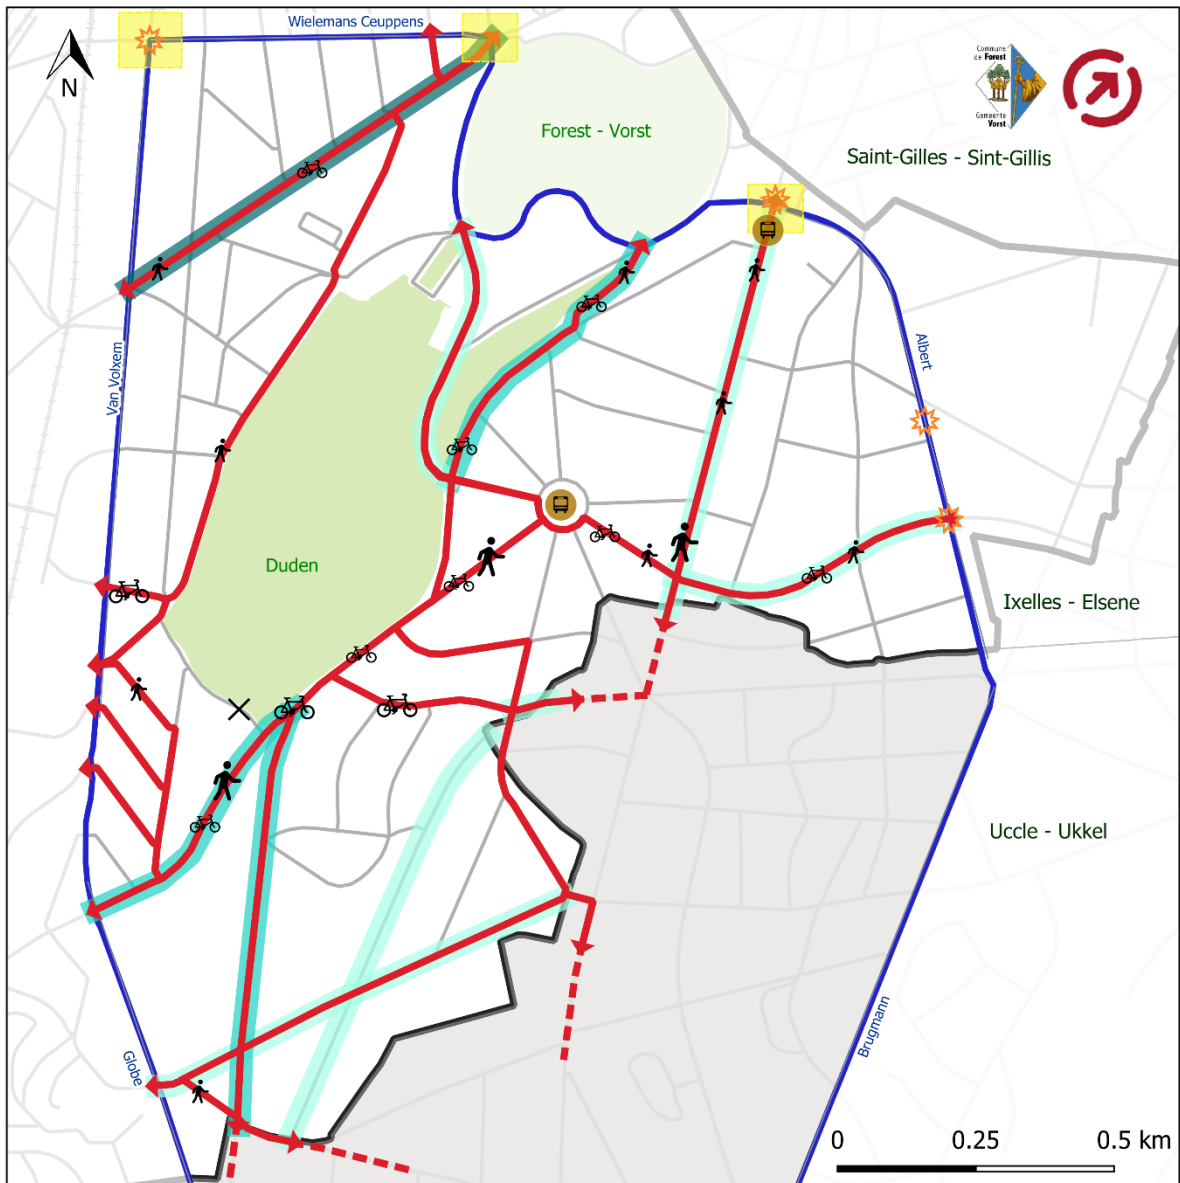 Wielemans Ceuppens
N
Commune
de Forest
Gemeente
Vorst
Forest - Vorst
Saint-Gilles - Sint-Gillis
Van Volxem
Albert
Duden
Ixelles - Elsene
Uccle - Ukkel
Globe
Brugmann
0 0.25 0.5 km